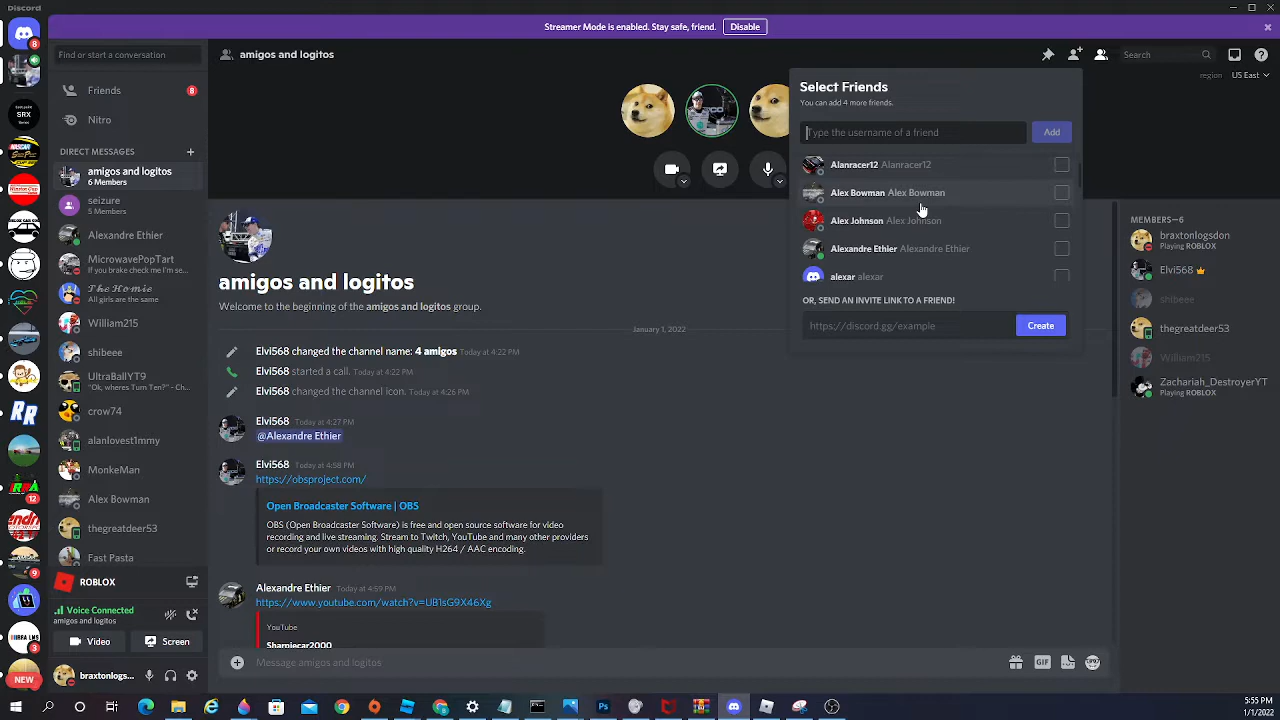 Discord
Streamer Mode is enabled. Stay safe, friend. Disable
8
Find or start a conversation
Friends 8
Nitro
DIRECT MESSAGES
amigos and logitos
6 Members
seizure
5 Members
Alexandre Ethier
MicrowavePopTart
If you brake check I'm se...
The Homie
All girls are the same
William215
shibeee
UltraBallYT9
"Ok, wheres Turn Ten?" - Ch...
crow74
alanlovest1mmy
MonkeMan
Alex Bowman
thegreatdeer53
Fast Pasta
12
9
3
NEW
ROBLOX
Voice Connected
amigos and logitos
Video
Screen
braxtonlogs...
amigos and logitos
Search
region US East
Select Friends
You can add 4 more friends.
Type the username of a friend
Add
Alanracer12 Alanracer12
Alex Bowman Alex Bowman
Alex Johnson Alex Johnson
Alexandre Ethier Alexandre Ethier
alexar alexar
OR, SEND AN INVITE LINK TO A FRIEND!
https://discord.gg/example
Create
amigos and logitos
Welcome to the beginning of the amigos and logitos group.
January 1, 2022
Elvi568 changed the channel name: 4 amigos Today at 4:22 PM
Elvi568 started a call. Today at 4:22 PM
Elvi568 changed the channel icon. Today at 4:26 PM
Elvi568 Today at 4:27 PM
@Alexandre Ethier
Elvi568 Today at 4:58 PM
https://obsproject.com/
Open Broadcaster Software | OBS
OBS (Open Broadcaster Software) is free and open source software for video
recording and live streaming. Stream to Twitch, YouTube and many other providers
or record your own videos with high quality H264 / AAC encoding.
Alexandre Ethier Today at 4:59 PM
https://www.youtube.com/watch?v=UB1sG9X46Xg
YouTube
Sharpiecar2000
Message amigos and logitos
GIF
MEMBERS—6
braxtonlogsdon
Playing ROBLOX
Elvi568
shibeee
thegreatdeer53
William215
Zachariah_DestroyerYT
Playing ROBLOX
5:55 PM
1/1/2022